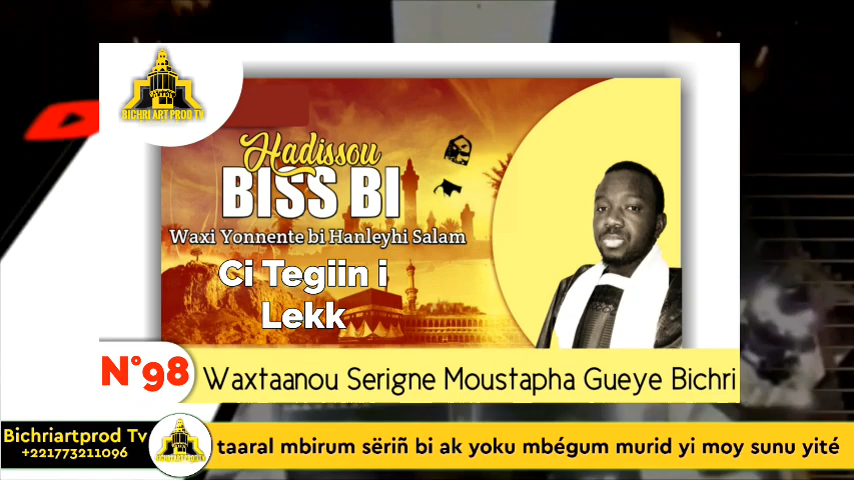 BICHRI ART PROD TV
Hadissou
BISS BI
Waxi Yonnente bi Hanleyhi Salam
Ci Tegiin i
Lekk
N°98
Waxtaanou Serigne Moustapha Gueye Bichri
Bichriartprod Tv
+221773211096
taaral mbirum sëriñ bi ak yoku mbégum murid yi moy sunu yité